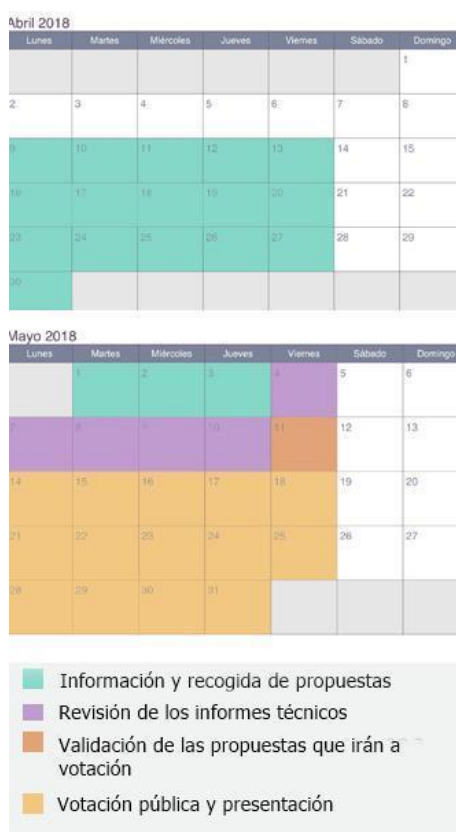 Abril 2018
Lunes Martes Miércoles Jueves Viernes Sábado Domingo
1
2 3 4 5 6 7 8
9 10 11 12 13 14 15
16 17 18 19 20 21 22
23 24 25 26 27 28 29
30
Mayo 2018
Lunes Martes Miércoles Jueves Viernes Sábado Domingo
1 2 3 4 5 6
7 8 9 10 11 12 13
14 15 16 17 18 19 20
21 22 23 24 25 26 27
28 29 30 31
Información y recogida de propuestas
Revisión de los informes técnicos
Validación de las propuestas que irán a
votación
Votación pública y presentación